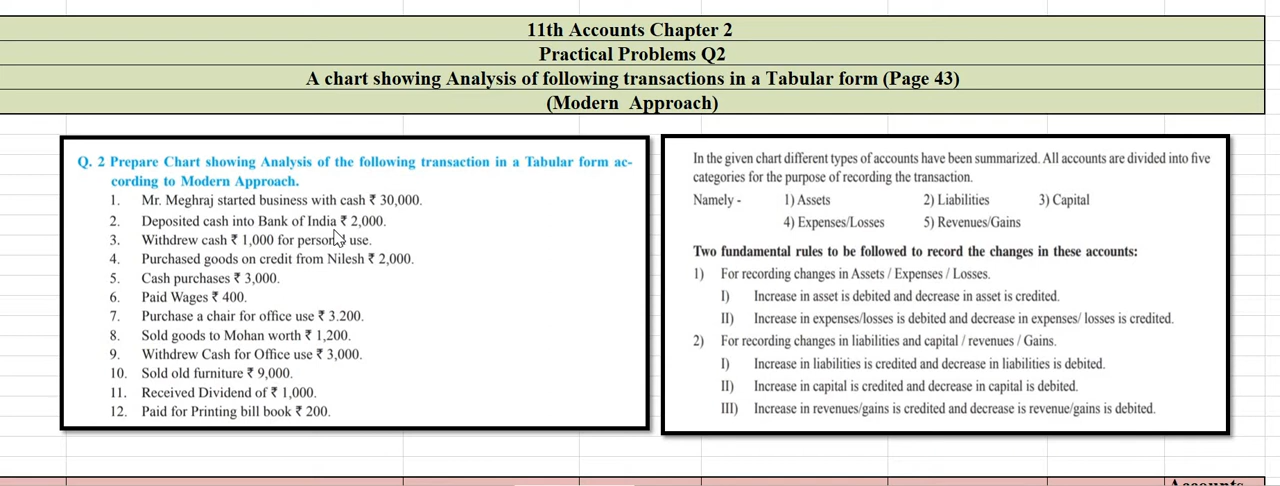 11th Accounts Chapter 2
Practical Problems Q2
A chart showing Analysis of following transactions in a Tabular form (Page 43)
(Modern Approach)
Q. 2 Prepare Chart showing Analysis of the following transaction in a Tabular form ac-
cording to Modern Approach.
1. Mr. Meghraj started business with cash ₹ 30,000.
2. Deposited cash into Bank of India ₹ 2,000.
3. Withdrew cash ₹ 1,000 for personal use.
4. Purchased goods on credit from Nilesh ₹ 2,000.
5. Cash purchases ₹ 3,000.
6. Paid Wages ₹ 400.
7. Purchase a chair for office use ₹ 3.200.
8. Sold goods to Mohan worth ₹ 1,200.
9. Withdrew Cash for Office use ₹ 3,000.
10. Sold old furniture ₹ 9,000.
11. Received Dividend of ₹ 1,000.
12. Paid for Printing bill book ₹ 200.
In the given chart different types of accounts have been summarized. All accounts are divided into five
categories for the purpose of recording the transaction.
Namely - 1) Assets 2) Liabilities 3) Capital
4) Expenses/Losses 5) Revenues/Gains
Two fundamental rules to be followed to record the changes in these accounts:
1) For recording changes in Assets / Expenses / Losses.
I) Increase in asset is debited and decrease in asset is credited.
II) Increase in expenses/losses is debited and decrease in expenses/ losses is credited.
2) For recording changes in liabilities and capital / revenues / Gains.
I) Increase in liabilities is credited and decrease in liabilities is debited.
II) Increase in capital is credited and decrease in capital is debited.
III) Increase in revenues/gains is credited and decrease is revenue/gains is debited.
Accounts